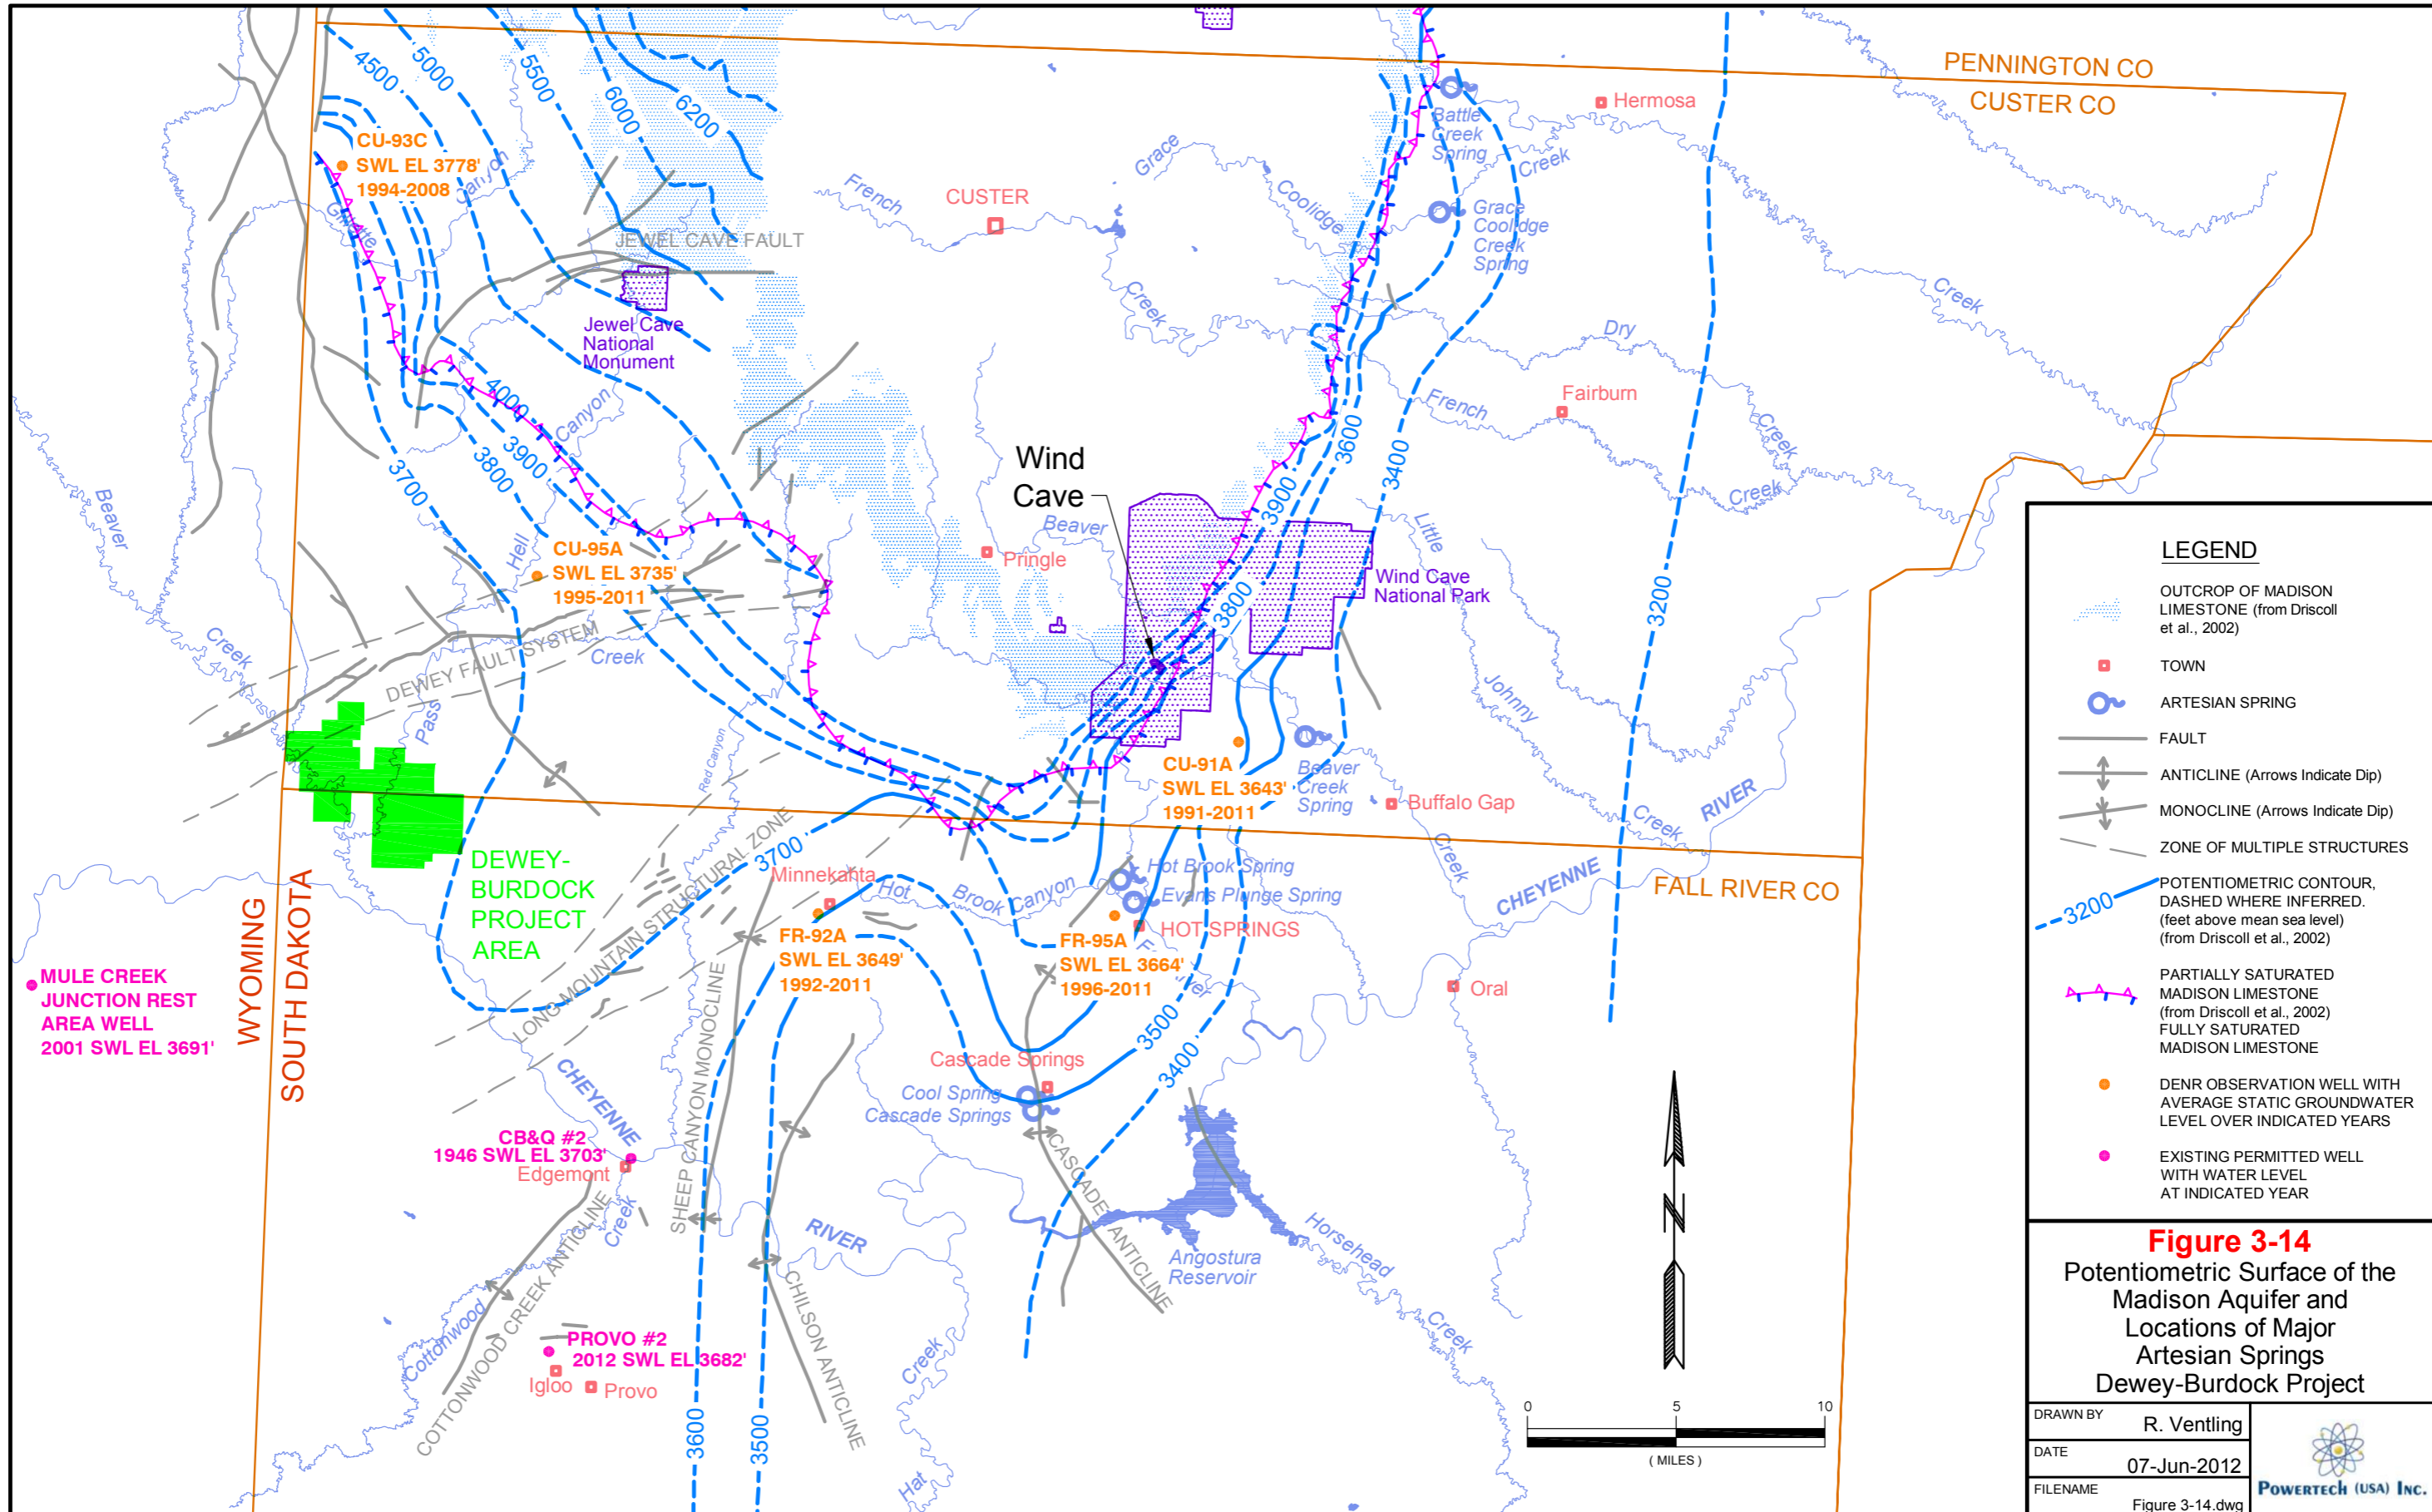 PENNINGTON CO
CUSTER CO
4500
5000
5500
6000
6200
CU-93C
SWL EL 3778'
1994-2008
Canyon
Gillette
JEWEL CAVE FAULT
Jewel Cave
National
Monument
French
CUSTER
Creek
Grace
Coolidge
Creek
Battle
Creek
Spring
Hermosa
Grace
Coolidge
Creek
Spring
Creek
Dry
Creek
Fairburn
French
Creek
3600
3400
3900
3800
3200
4000
3900
3800
3700
Canyon
Hell
Beaver
Creek
CU-95A
SWL EL 3735'
1995-2011
DEWEY FAULT SYSTEM
Creek
Pass
Red Canyon
Wind
Cave
Beaver
Pringle
Wind Cave
National Park
Little
Johnny
Creek
CU-91A
SWL EL 3643'
1991-2011
Beaver
Creek
Spring
Buffalo Gap
Creek
RIVER
CHEYENNE
FALL RIVER CO
DEWEY-
BURDOCK
PROJECT
AREA
3700
Minnekahta
LONG MOUNTAIN STRUCTURAL ZONE
Hot
Brook
Canyon
Hot Brook Spring
Evans Plunge Spring
HOT SPRINGS
FR-92A
SWL EL 3649'
1992-2011
FR-95A
SWL EL 3664'
1996-2011
Oral
WYOMING
SOUTH DAKOTA
MULE CREEK
JUNCTION REST
AREA WELL
2001 SWL EL 3691'
SHEEP CANYON MONOCLINE
3500
3400
Cascade Springs
Cool Spring
Cascade Springs
CHEYENNE
CB&Q #2
1946 SWL EL 3703'
Edgemont
Creek
Cottonwood
COTTONWOOD CREEK ANTICLINE
RIVER
CASCADE ANTICLINE
CHILSON ANTICLINE
Angostura
Reservoir
Horsehead
Creek
PROVO #2
2012 SWL EL 3682'
Igloo
Provo
3600
3500
Creek
Hat
N
0 5 10
( MILES )
LEGEND
OUTCROP OF MADISON
LIMESTONE (from Driscoll
et al., 2002)
TOWN
ARTESIAN SPRING
FAULT
ANTICLINE (Arrows Indicate Dip)
MONOCLINE (Arrows Indicate Dip)
ZONE OF MULTIPLE STRUCTURES
3200
POTENTIOMETRIC CONTOUR,
DASHED WHERE INFERRED.
(feet above mean sea level)
(from Driscoll et al., 2002)
PARTIALLY SATURATED
MADISON LIMESTONE
(from Driscoll et al., 2002)
FULLY SATURATED
MADISON LIMESTONE
DENR OBSERVATION WELL WITH
AVERAGE STATIC GROUNDWATER
LEVEL OVER INDICATED YEARS
EXISTING PERMITTED WELL
WITH WATER LEVEL
AT INDICATED YEAR
Figure 3-14
Potentiometric Surface of the
Madison Aquifer and
Locations of Major
Artesian Springs
Dewey-Burdock Project
DRAWN BY
R. Ventling
DATE
07-Jun-2012
FILENAME
Figure 3-14.dwg
POWERTECH (USA) INC.